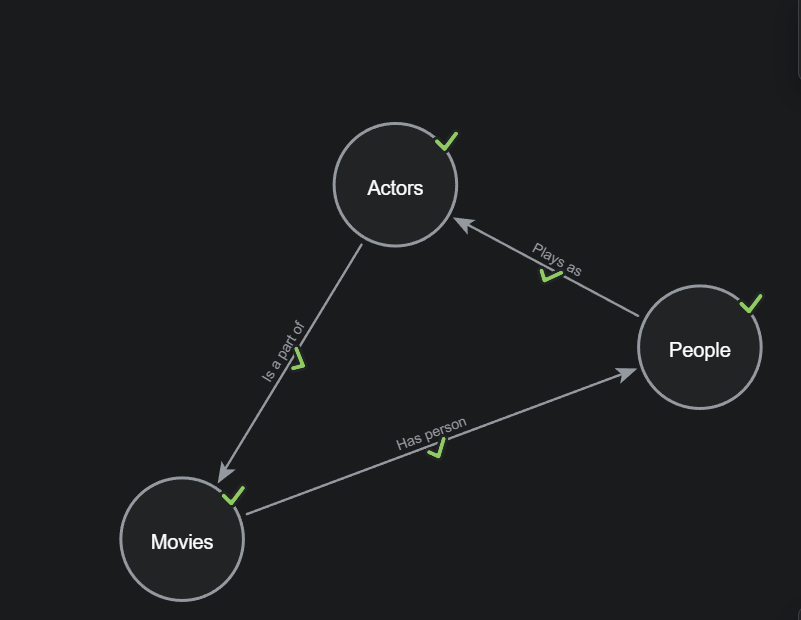 Actors
Plays as
People
Is a part of
Has person
Movies